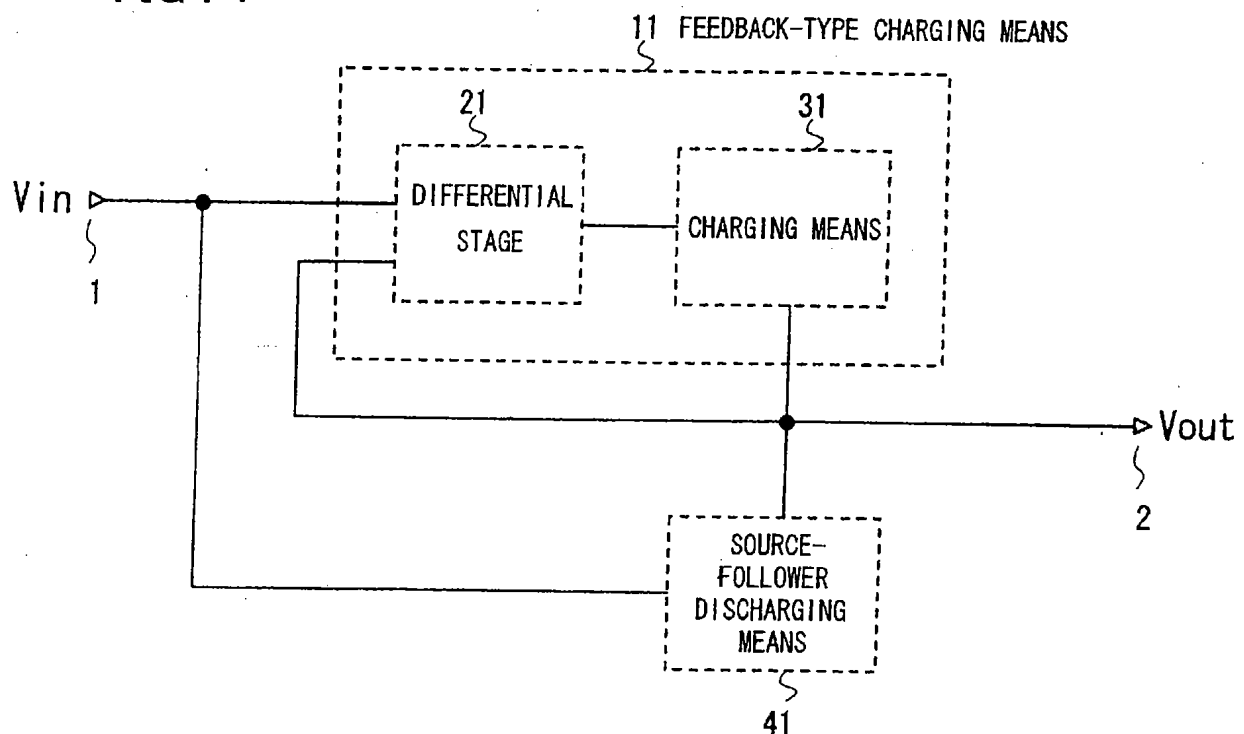 11 FEEDBACK-TYPE CHARGING MEANS
21
31
Vin
DIFFERENTIAL
STAGE
CHARGING MEANS
1
Vout
2
SOURCE-
FOLLOWER
DISCHARGING
MEANS
41